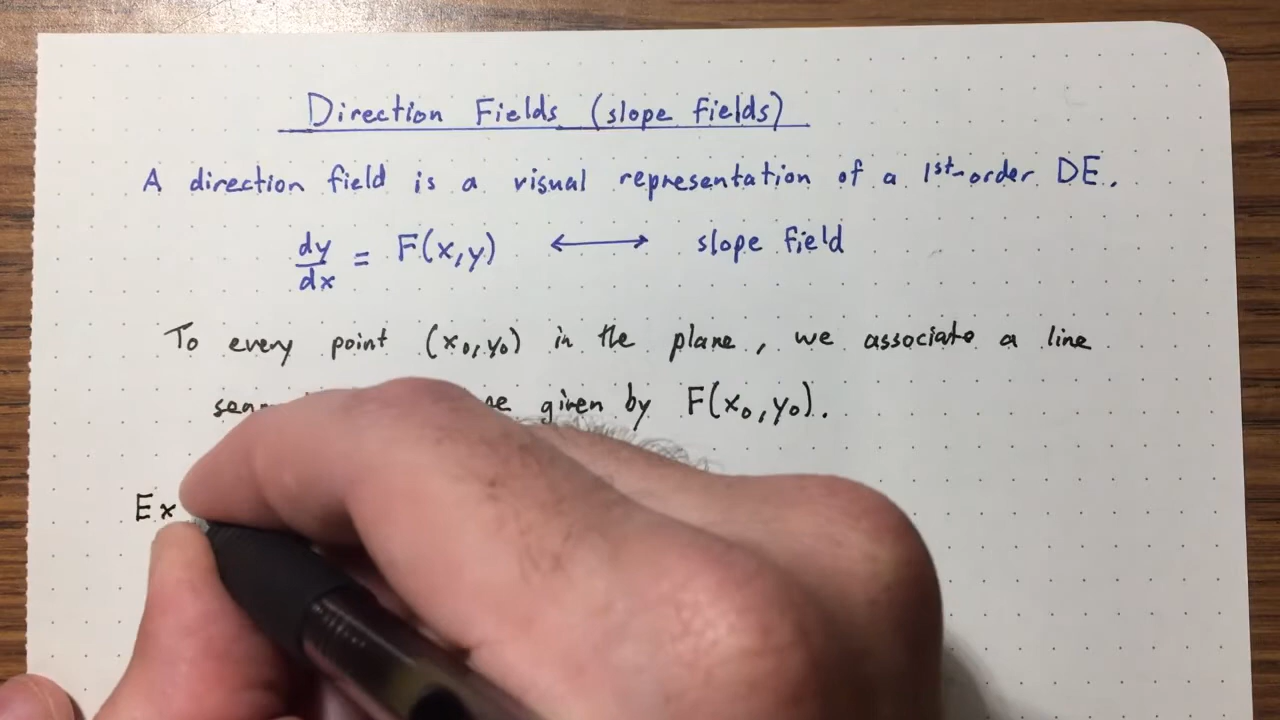 Direction Fields (slope fields)
A direction field is a visual representation of a 1st-order DE.
dy/dx = F(x,y) ⟷ slope field
To every point (x₀,y₀) in the plane, we associate a line
given by F(x₀,y₀).
Ex